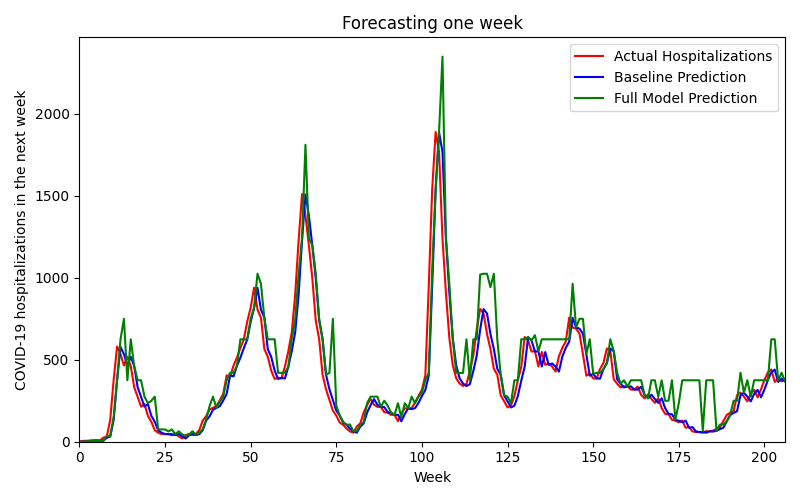 Forecasting one week
Actual Hospitalizations
Baseline Prediction
Full Model Prediction
COVID-19 hospitalizations in the next week
2000
1500
1000
500
0
0 25 50 75 100 125 150 175 200
Week